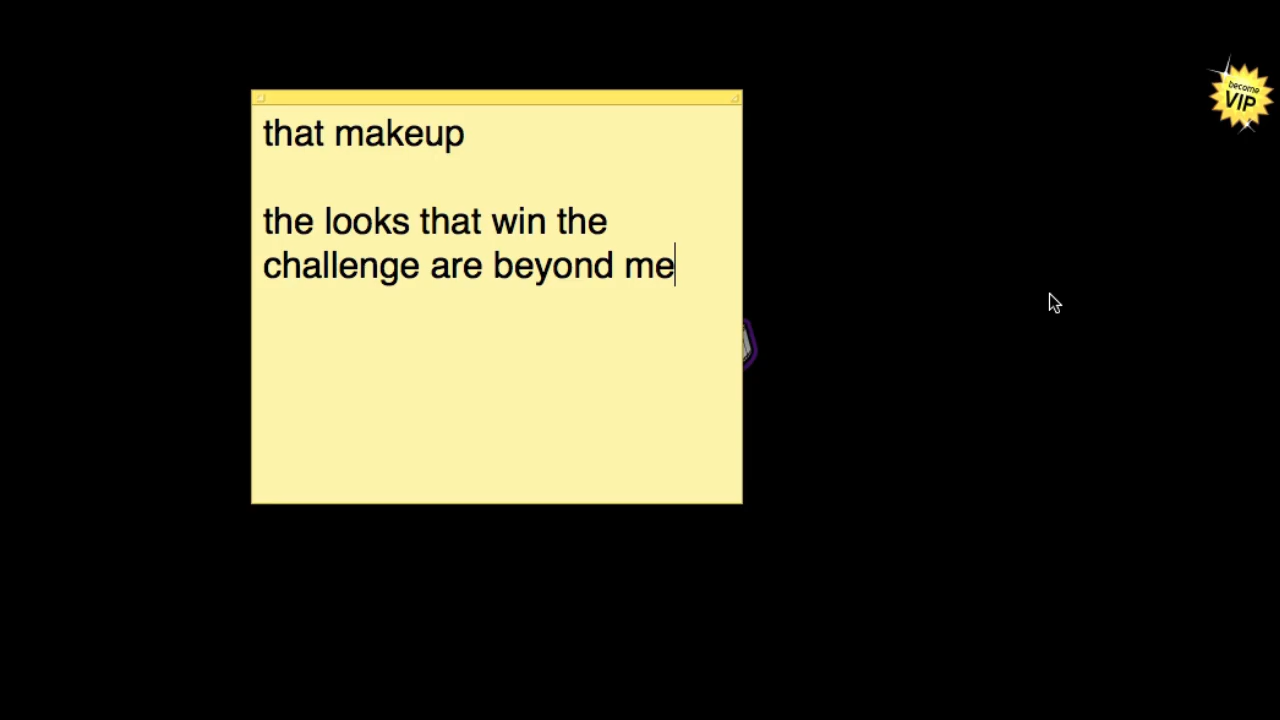 that makeup
the looks that win the
challenge are beyond me
become
VIP